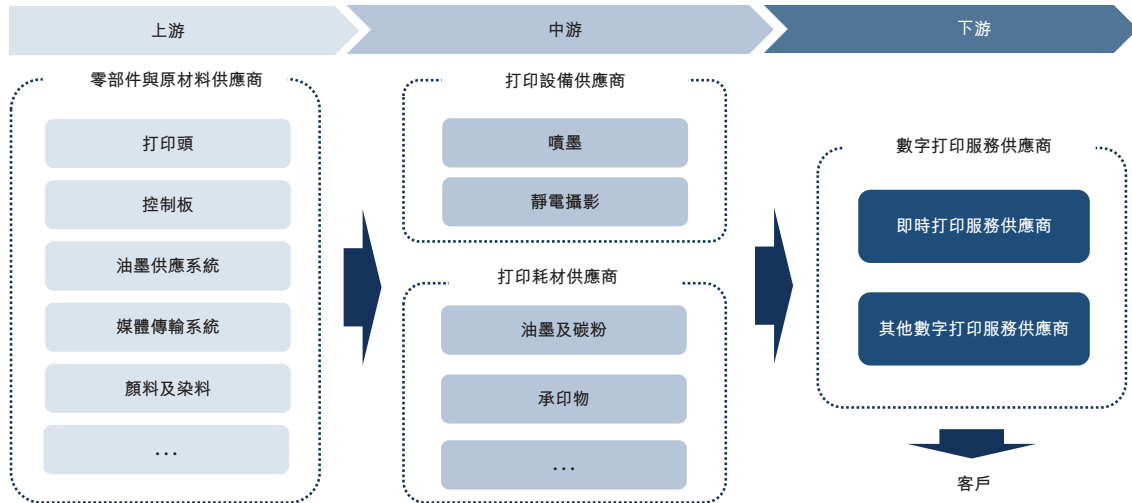 上游
中游
下游
零部件與原材料供應商
打印頭
控制板
油墨供應系統
媒體傳輸系統
顏料及染料
...
打印設備供應商
噴墨
靜電攝影
打印耗材供應商
油墨及碳粉
承印物
...
數字打印服務供應商
即時打印服務供應商
其他數字打印服務供應商
客戶